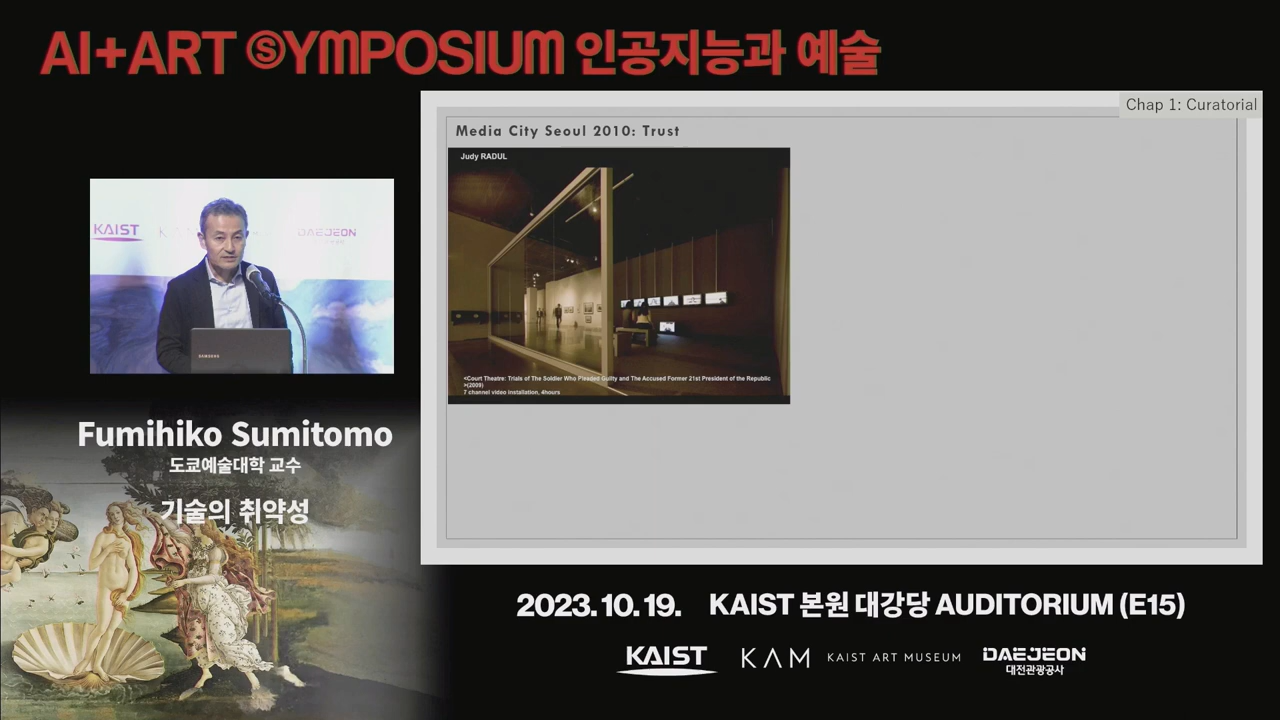 AI+ART SYMPOSIUM 인공지능과 예술
Chap 1: Curatorial
Media City Seoul 2010: Trust
Judy RADUL
<Court Theatre: Trials of The Soldier Who Pleaded Guilty and The Accused Former 21st President of the Republic
>(2009)
7 channel video installation, 4hours
KAIST
DAEJEON
SAMSUNG
Fumihiko Sumitomo
도쿄예술대학 교수
기술의 취약성
2023. 10. 19. KAIST 본원 대강당 AUDITORIUM (E15)
KAIST
KAM KAIST ART MUSEUM
DAEJEON
대전관광공사